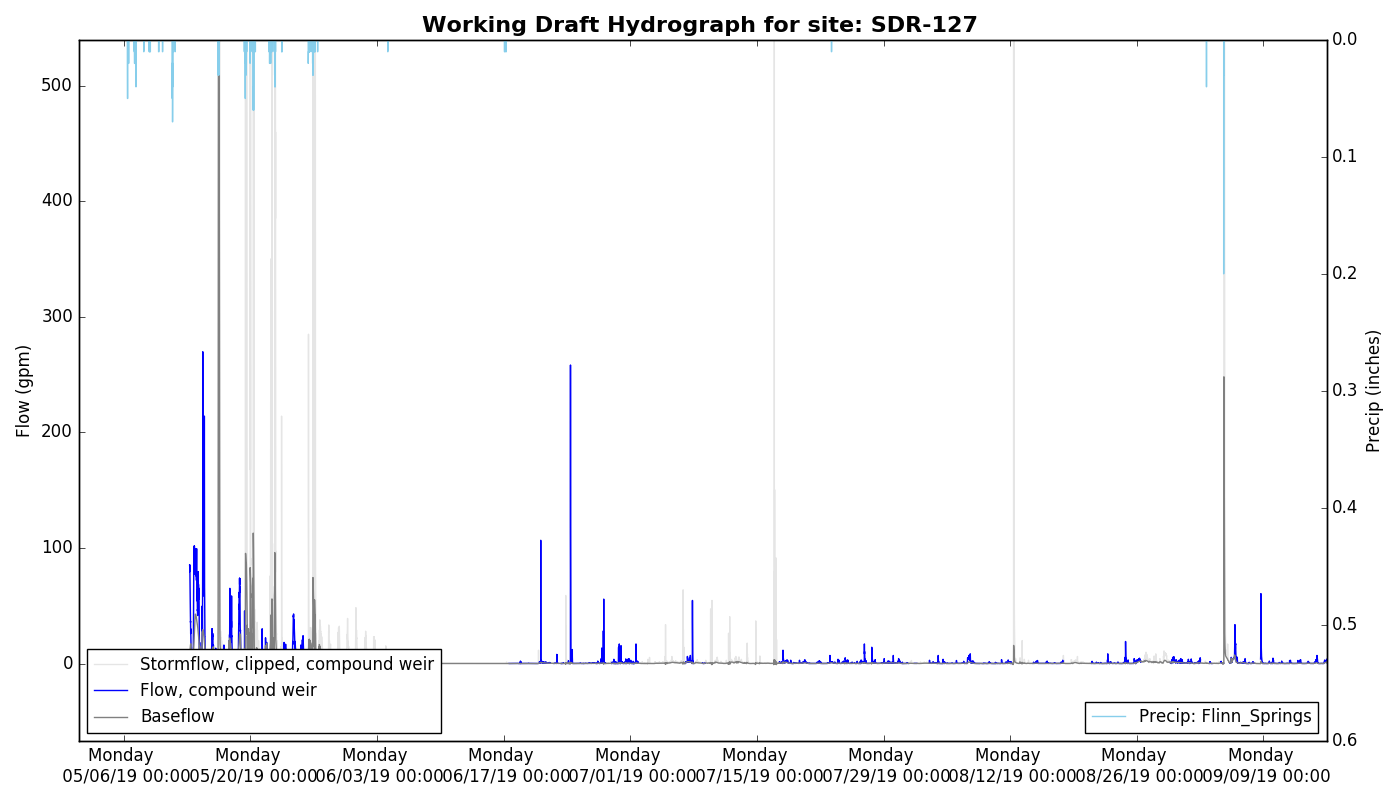 Working Draft Hydrograph for site: SDR-127
500
400
300
200
100
0
Flow (gpm)
0.0
0.1
0.2
0.3
0.4
0.5
0.6
Precip (inches)
Stormflow, clipped, compound weir
Flow, compound weir
Baseflow
Precip: Flinn_Springs
Monday Monday Monday Monday Monday Monday Monday Monday Monday Monday
05/06/19 00:00 05/20/19 00:00 06/03/19 00:00 06/17/19 00:00 07/01/19 00:00 07/15/19 00:00 07/29/19 00:00 08/12/19 00:00 08/26/19 00:00 09/09/19 00:00